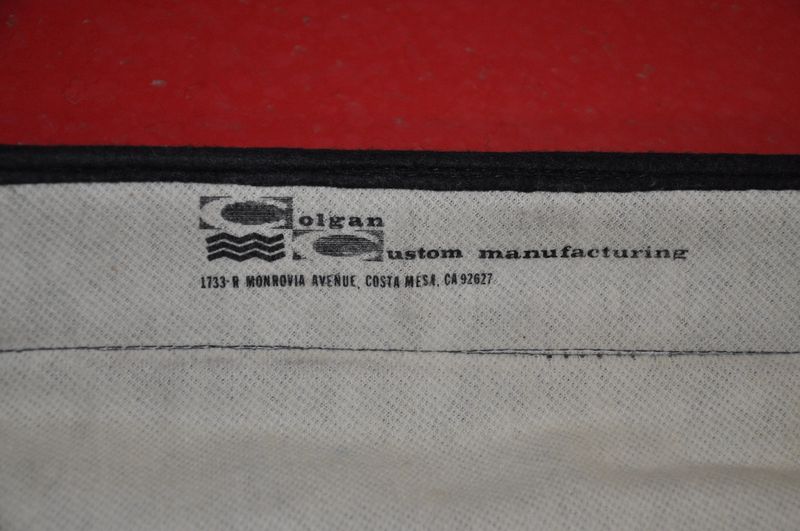 Colgan
Custom manufacturing
1733-R MONROVIA AVENUE, COSTA MESA, CA 92627